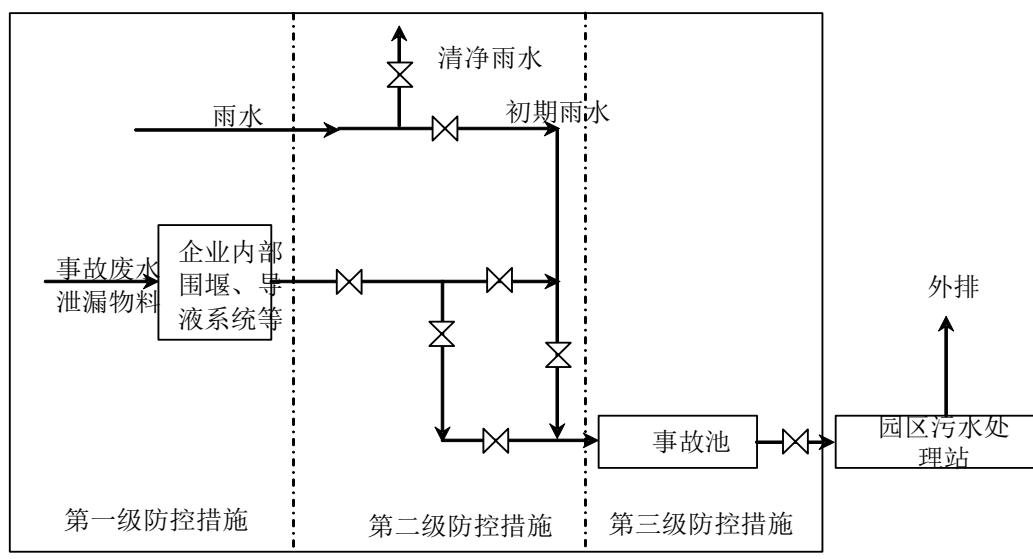 清净雨水
雨水
初期雨水
事故废水
泄漏物料
企业内部
围堰、导
液系统等
外排
事故池
园区污水处
理站
第一级防控措施
第二级防控措施
第三级防控措施